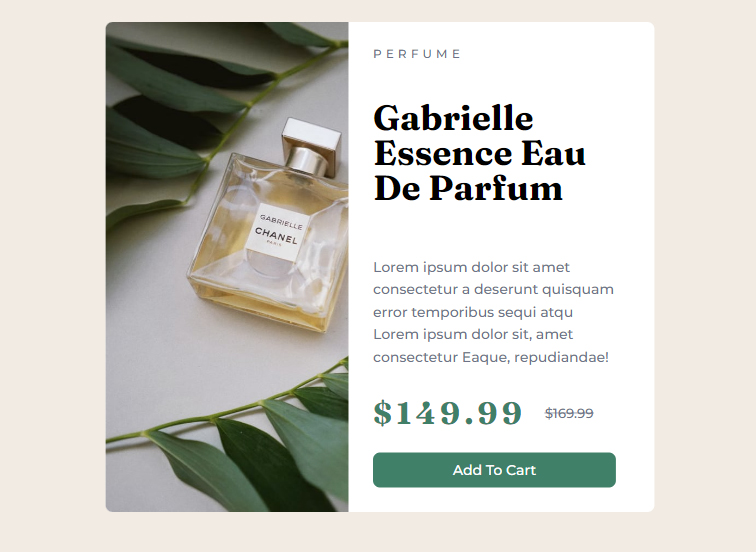 PERFUME
Gabrielle
Essence Eau
De Parfum
GABRIELLE
CHANEL
PARIS
Lorem ipsum dolor sit amet
consectetur a deserunt quisquam
error temporibus sequi atqu
Lorem ipsum dolor sit, amet
consectetur Eaque, repudiandae!
$149.99 $169.99
Add To Cart